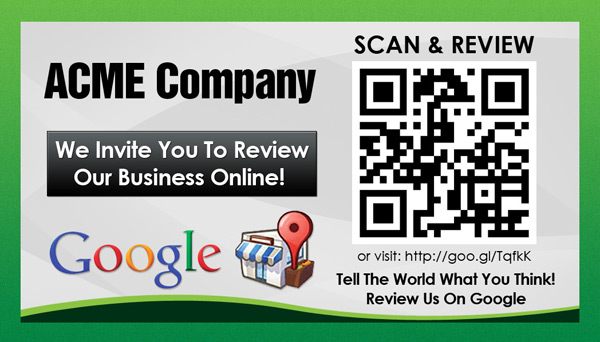 ACME Company
We Invite You To Review
Our Business Online!
Google
SCAN & REVIEW
or visit: http://goo.gl/TqfkK
Tell The World What You Think!
Review Us On Google